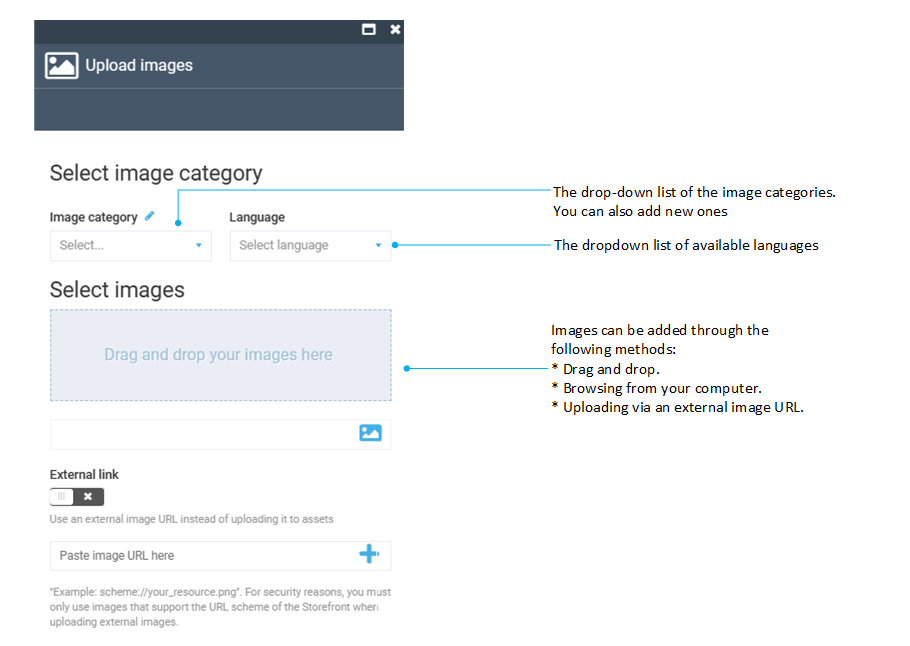 Upload images
Select image category
The drop-down list of the image categories.
You can also add new ones
Image category
Language
Select...
Select language
The dropdown list of available languages
Select images
Drag and drop your images here
Images can be added through the
following methods:
* Drag and drop.
* Browsing from your computer.
* Uploading via an external image URL.
External link
Use an external image URL instead of uploading it to assets
Paste image URL here
"Example: scheme://your_resource.png". For security reasons, you must
only use images that support the URL scheme of the Storefront when
uploading external images.